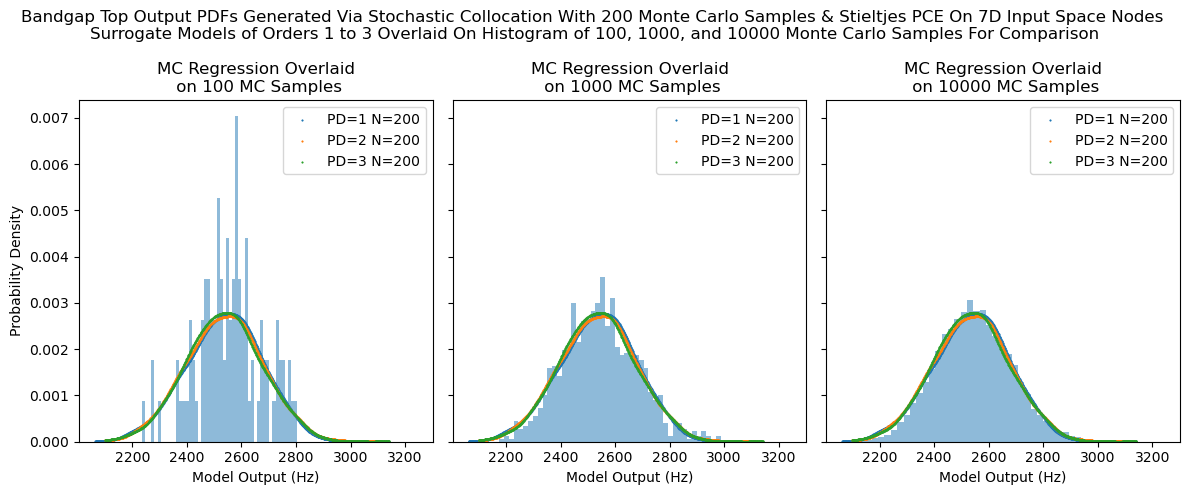 Bandgap Top Output PDFs Generated Via Stochastic Collocation With 200 Monte Carlo Samples & Stieltjes PCE On 7D Input Space Nodes
Surrogate Models of Orders 1 to 3 Overlaid On Histogram of 100, 1000, and 10000 Monte Carlo Samples For Comparison
MC Regression Overlaid
on 100 MC Samples
PD=1 N=200
PD=2 N=200
PD=3 N=200
0.007
0.006
0.005
0.004
0.003
0.002
0.001
0.000
Probability Density
2200 2400 2600 2800 3000 3200
Model Output (Hz)
MC Regression Overlaid
on 1000 MC Samples
PD=1 N=200
PD=2 N=200
PD=3 N=200
2200 2400 2600 2800 3000 3200
Model Output (Hz)
MC Regression Overlaid
on 10000 MC Samples
PD=1 N=200
PD=2 N=200
PD=3 N=200
2200 2400 2600 2800 3000 3200
Model Output (Hz)